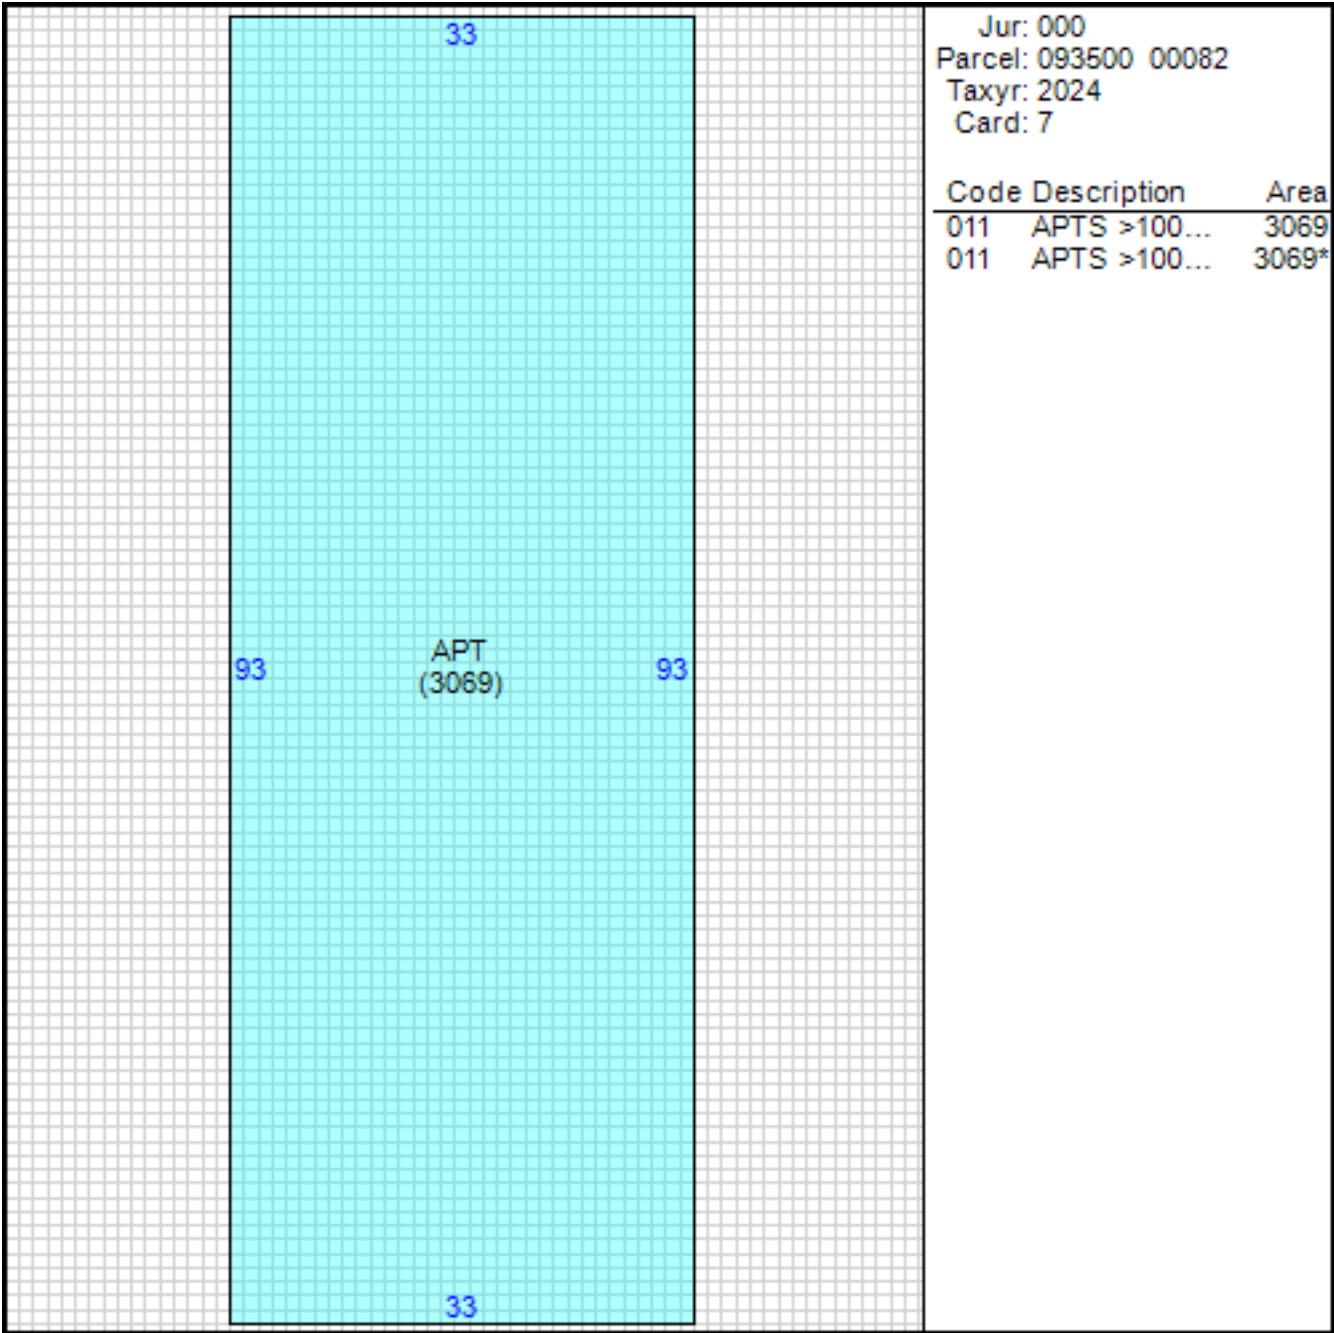 33
93
APT
(3069)
93
33
Jur: 000
Parcel: 093500 00082
Taxyr: 2024
Card: 7
Code Description Area
011 APTS >100... 3069
011 APTS >100... 3069*